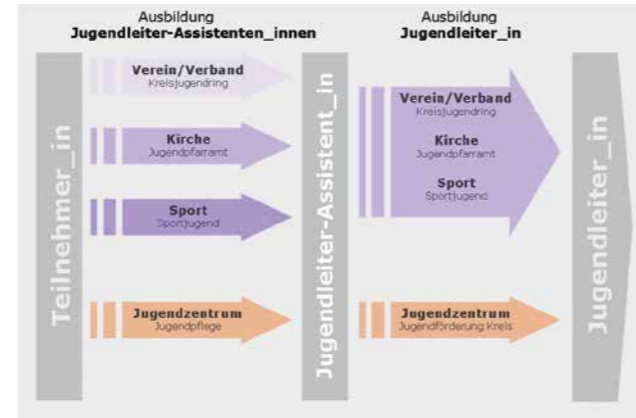 Ausbildung
Jugendleiter-Assistenten_innen
Ausbildung
Jugendleiter_in
Teilnehmer_in
Verein/Verband
Kreisjugendring
Kirche
Jugendpfarramt
Sport
Sportjugend
Jugendzentrum
Jugendpflege
Jugendleiter-Assistent_in
Verein/Verband
Kreisjugendring
Kirche
Jugendpfarramt
Sport
Sportjugend
Jugendzentrum
Jugendförderung Kreis
Jugendleiter_in